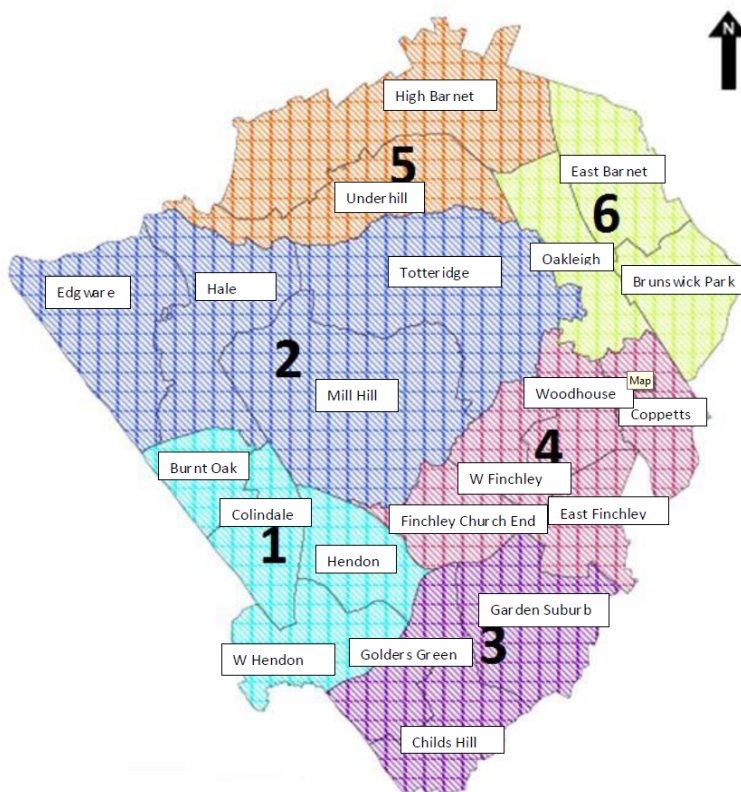 N
High Barnet
5
East Barnet
Underhill
6
Totteridge
Oakleigh
Brunswick Park
Edgware
Hale
2
Map
Mill Hill
Woodhouse
Coppetts
4
Burnt Oak
W Finchley
Colindale
Finchley Church End
East Finchley
1
Hendon
Garden Suburb
W Hendon
Golders Green
3
Childs Hill